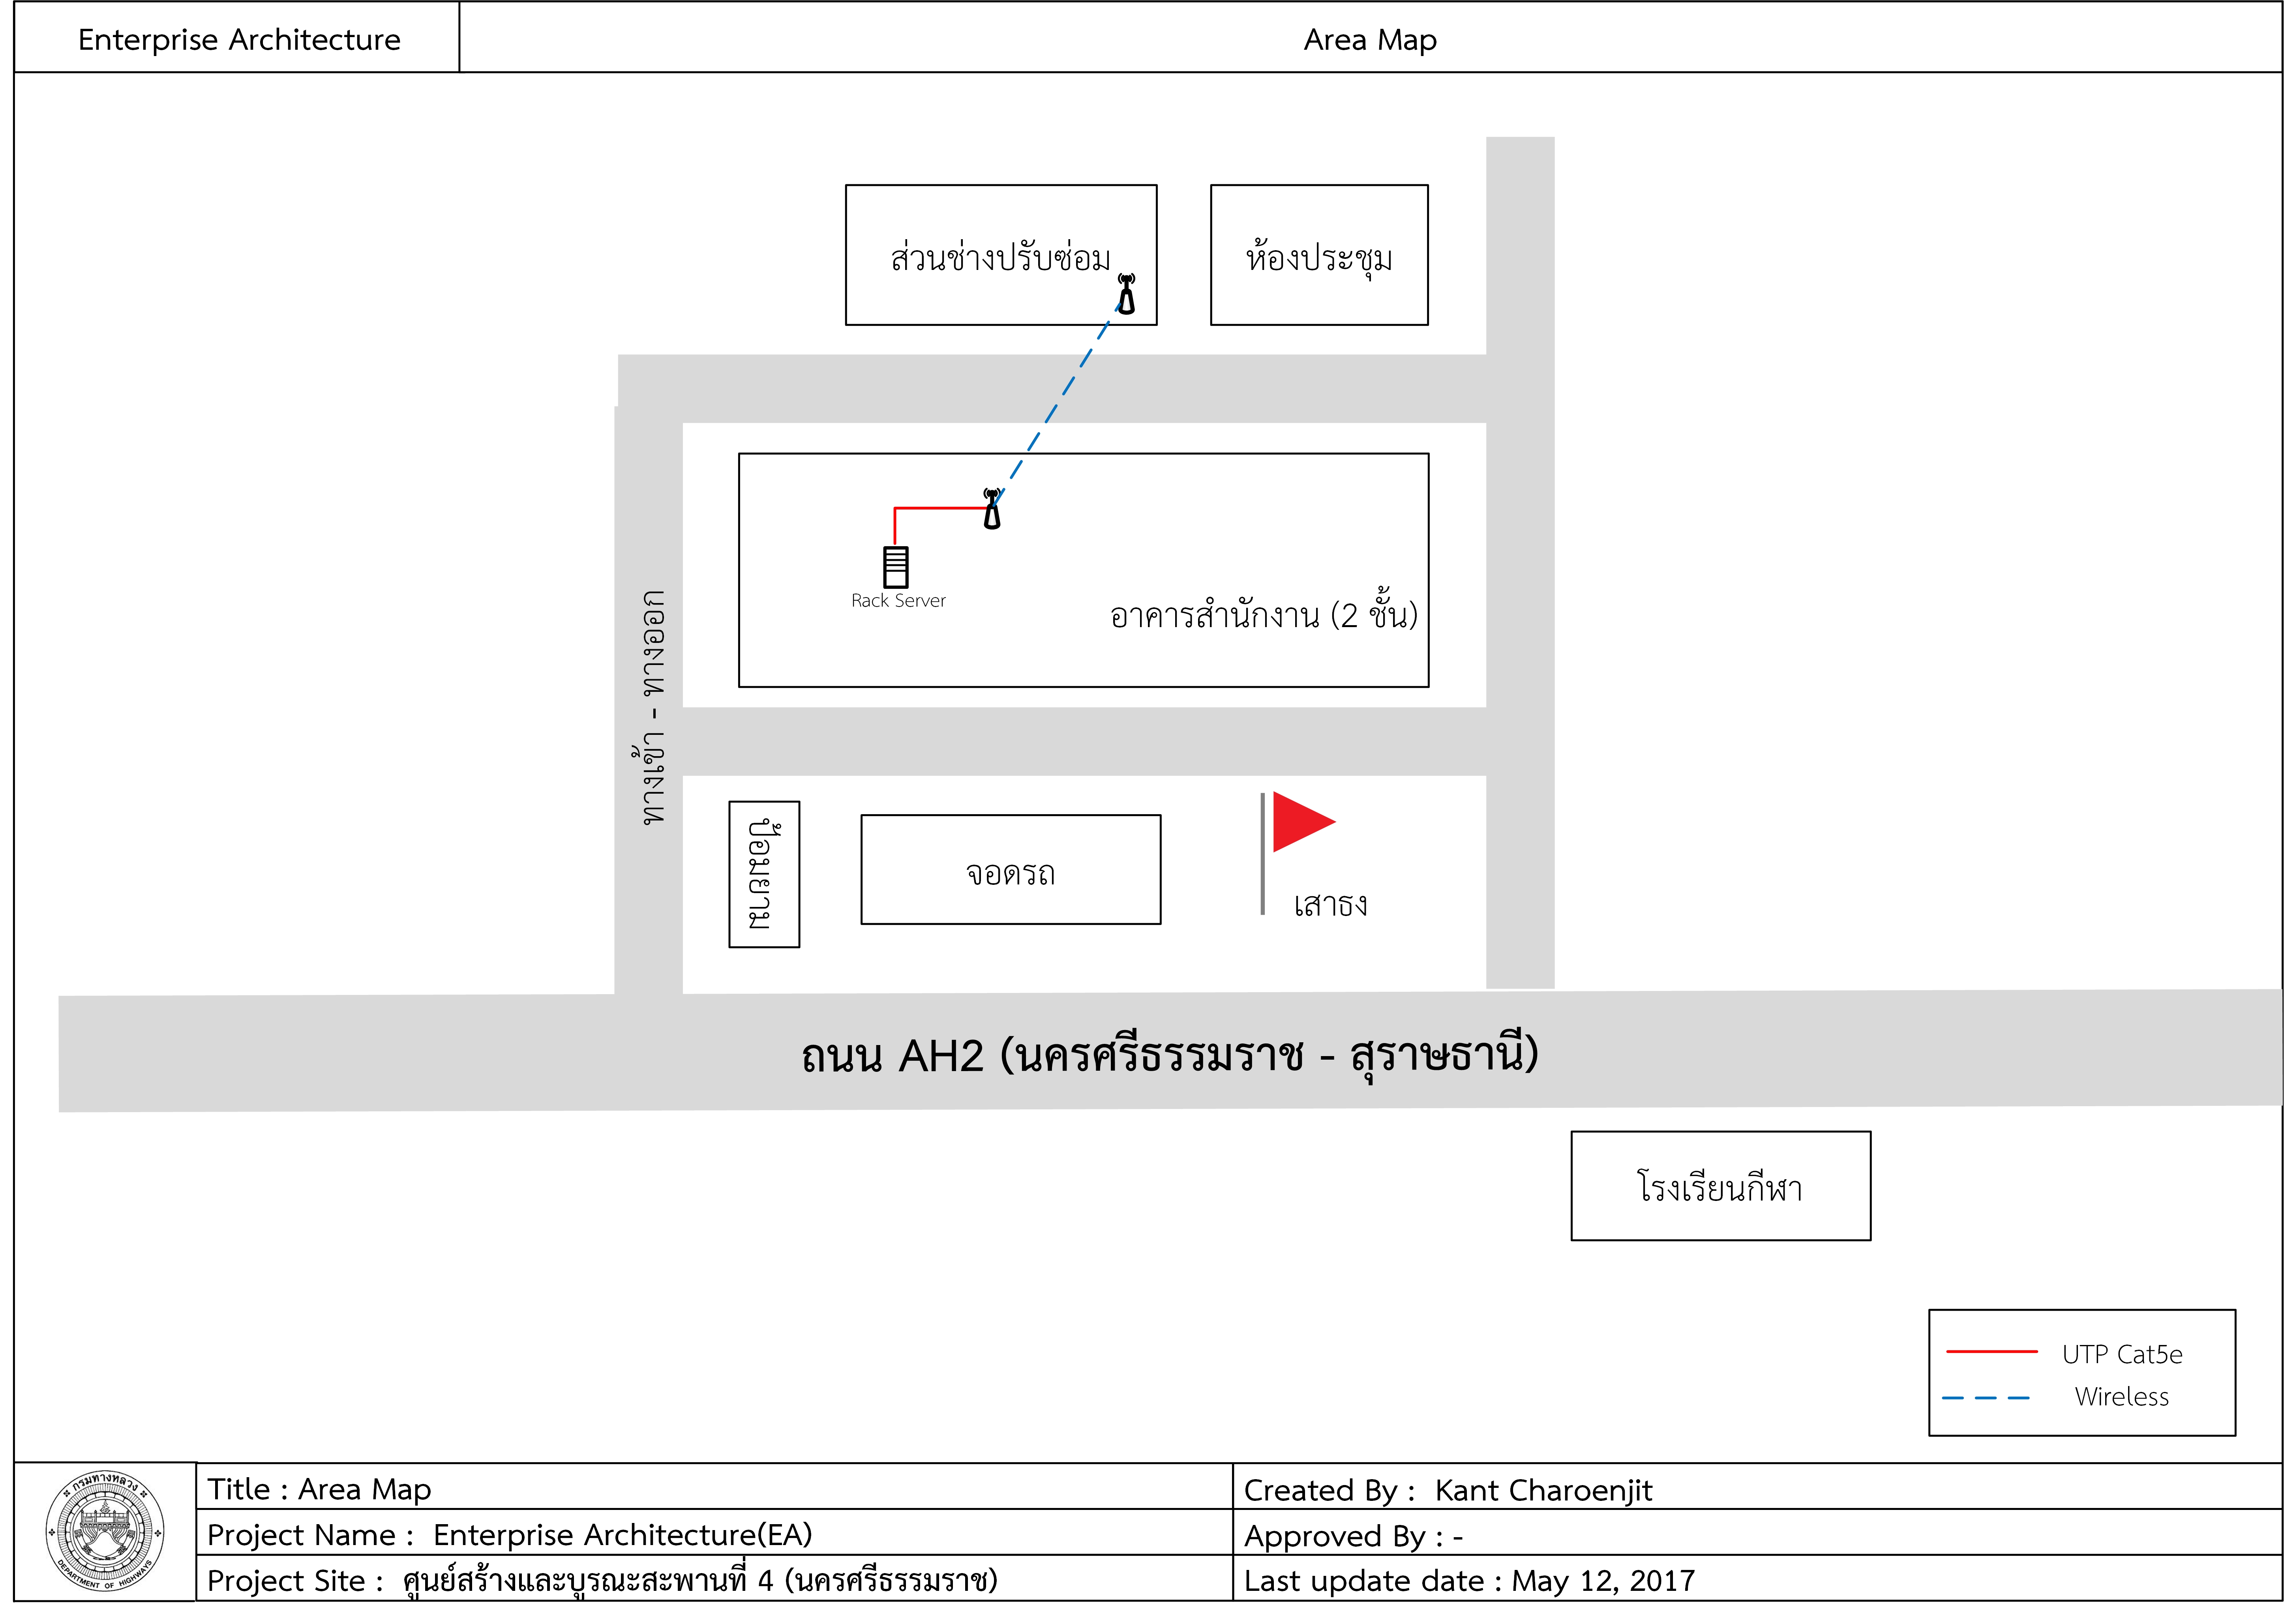 Enterprise Architecture
Area Map
ส่วนช่างปรับซ่อม
ห้องประชุม
Rack Server
อาคารสำนักงาน (2 ชั้น)
ทางเข้า - ทางออก
ป้อมยาม
จอดรถ
เสาธง
ถนน AH2 (นครศรีธรรมราช - สุราษธานี)
โรงเรียนกีฬา
UTP Cat5e
Wireless
กรมทางหลวง
DEPARTMENT OF HIGHWAYS
Title : Area Map
Created By : Kant Charoenjit
Project Name : Enterprise Architecture(EA)
Approved By : -
Project Site : ศูนย์สร้างและบูรณะสะพานที่ 4 (นครศรีธรรมราช)
Last update date : May 12, 2017